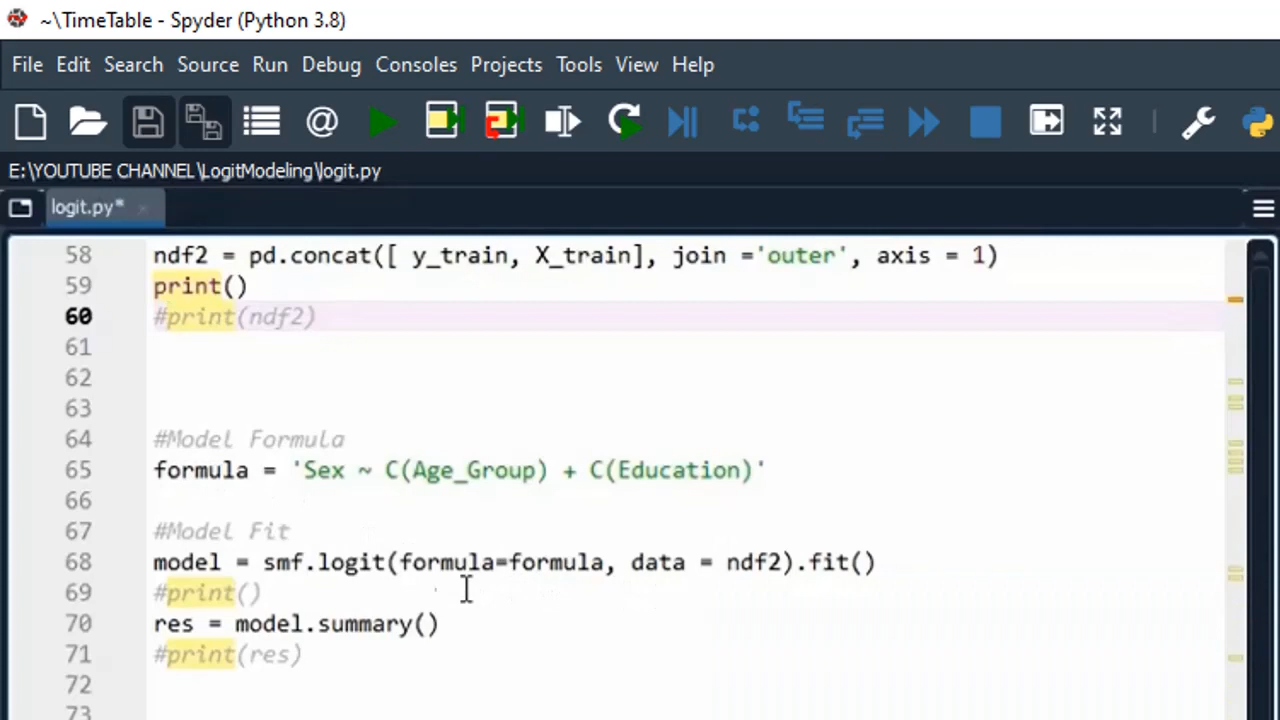 ~\TimeTable - Spyder (Python 3.8)
File Edit Search Source Run Debug Consoles Projects Tools View Help
E:\YOUTUBE CHANNEL\LogitModeling\logit.py
logit.py*
58 ndf2 = pd.concat([ y_train, X_train], join ='outer', axis = 1)
59 print()
60 #print(ndf2)
61
62
63
64 #Model Formula
65 formula = 'Sex ~ C(Age_Group) + C(Education)'
66
67 #Model Fit
68 model = smf.logit(formula=formula, data = ndf2).fit()
69 #print()
70 res = model.summary()
71 #print(res)
72
73